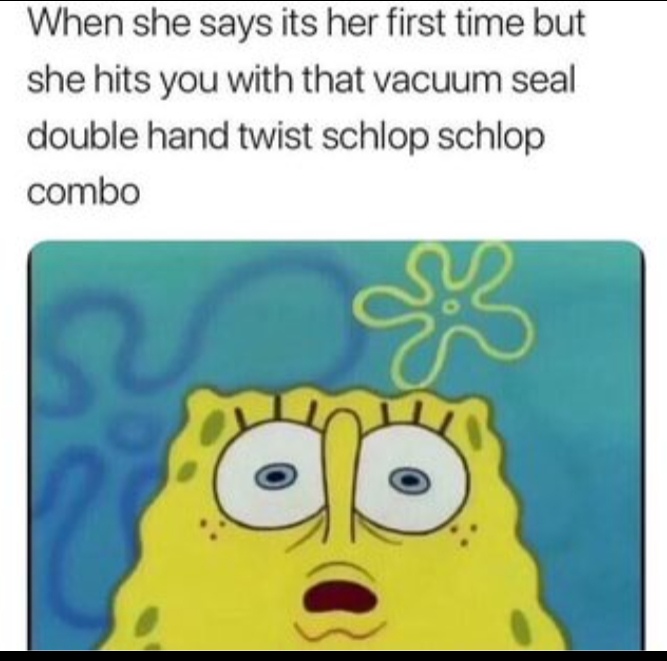 When she says its her first time but
she hits you with that vacuum seal
double hand twist schlop schlop
combo